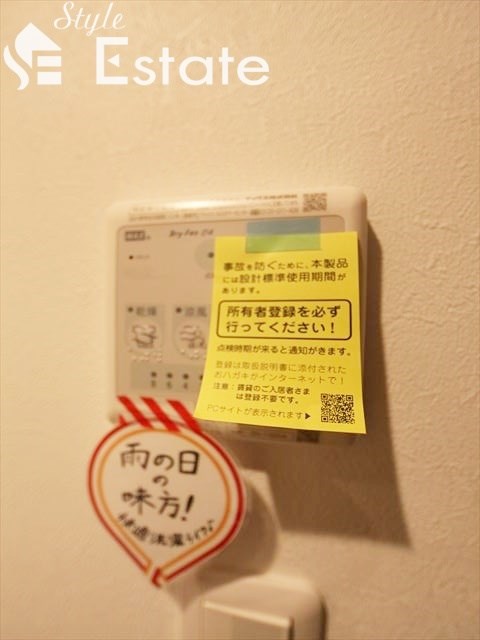 Style
Estate
MAX
Dry Fan 24
乾燥
涼風
事故を防ぐために、本製品
には設計標準使用期間が
あります。
所有者登録を必ず
行ってください！
点検時期が来ると通知がきます。
登録は取扱説明書に添付された
おハガキかインターネットで！
注意：賃貸のご入居者さま
は登録不要です。
PCサイトが表示されます▶
雨の日
の
味方!